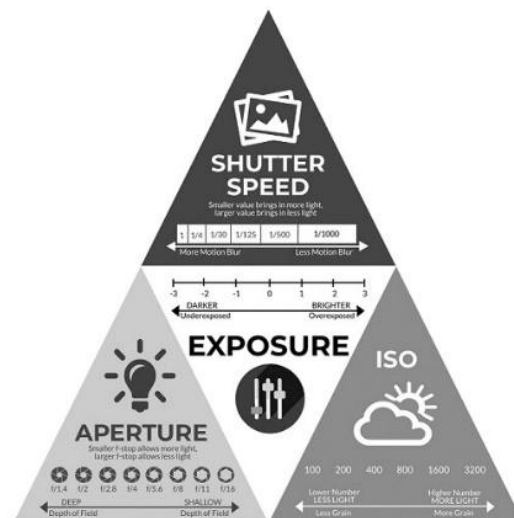 SHUTTER
SPEED
Smaller value brings in more light,
larger value brings in less light
1 1/4 1/30 1/125 1/500 1/1000
More Motion Blur Less Motion Blur
-3 -2 -1 0 1 2 3
DARKER BRIGHTER
Underexposed Overexposed
EXPOSURE
APERTURE
Smaller f-stop allows more light,
larger f-stop allows less light
f/1.4 f/2 f/2.8 f/4 f/5.6 f/8 f/11 f/16
DEEP SHALLOW
Depth of Field Depth of Field
ISO
100 200 400 800 1600 3200
Lower Number Higher Number
LESS LIGHT MORE LIGHT
Less Grain More Grain